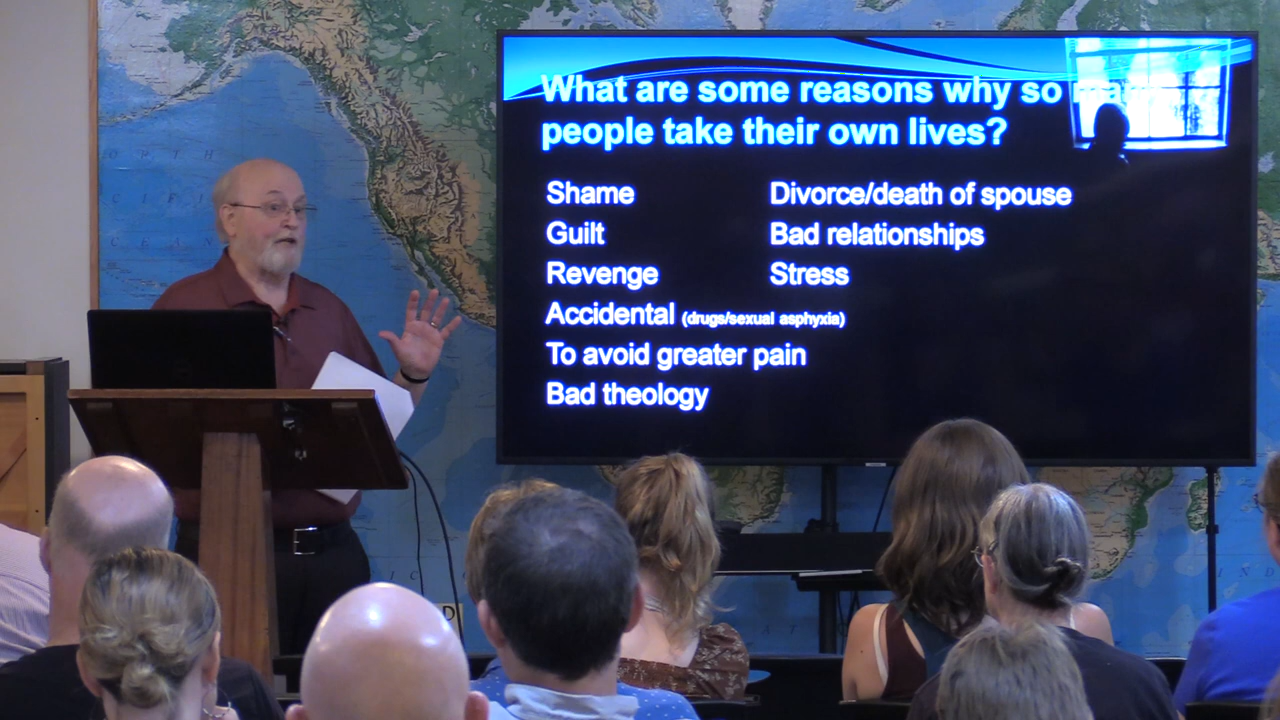 What are some reasons why so many
people take their own lives?
Shame
Guilt
Revenge
Accidental (drugs/sexual asphyxia)
To avoid greater pain
Bad theology
Divorce/death of spouse
Bad relationships
Stress